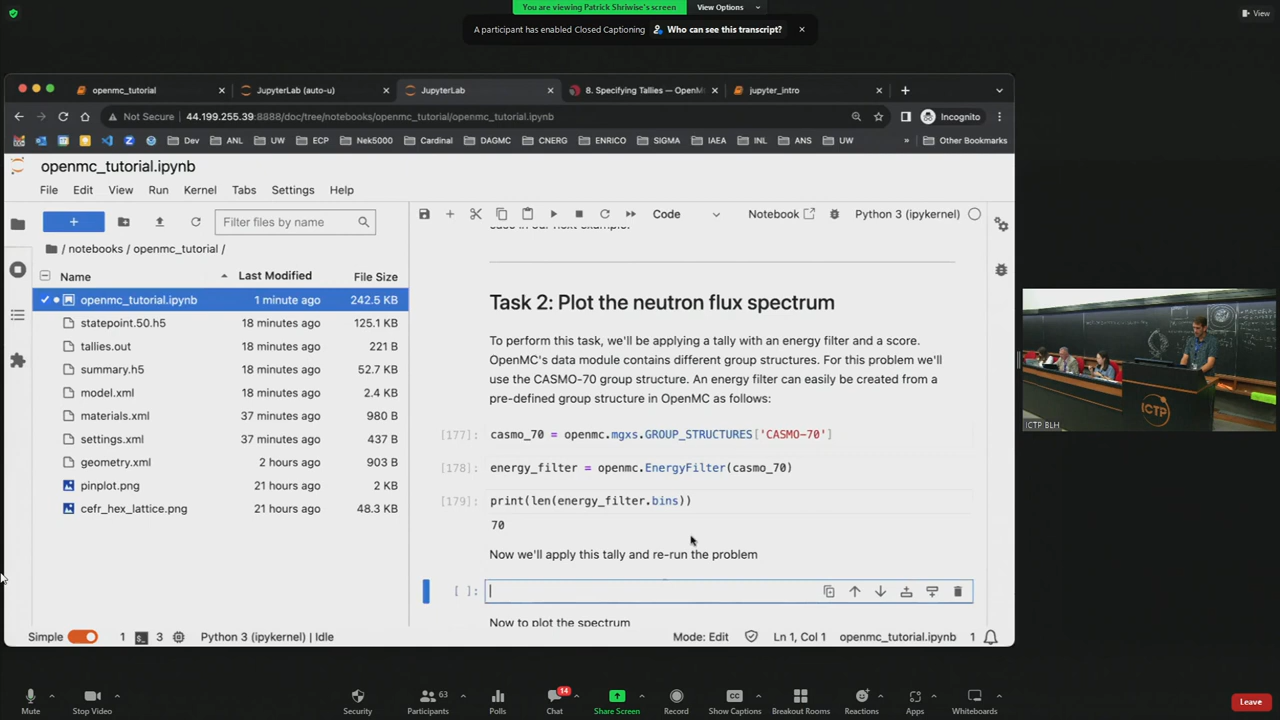 You are viewing Patrick Shriwise's screen
View Options
View
A participant has enabled Closed Captioning
Who can see this transcript?
openmc_tutorial
JupyterLab (auto-u)
JupyterLab
8. Specifying Tallies — OpenM
jupyter_intro
Not Secure
44.199.255.39:8888/doc/tree/notebooks/openmc_tutorial/openmc_tutorial.ipynb
Incognito
Dev
ANL
UW
ECP
Nek5000
Cardinal
DAGMC
CNERG
ENRICO
SIGMA
IAEA
INL
ANS
UW
»
Other Bookmarks
openmc_tutorial.ipynb
File
Edit
View
Run
Kernel
Tabs
Settings
Help
Filter files by name
Code
Notebook
Python 3 (ipykernel)
/ notebooks / openmc_tutorial /
Name
Last Modified
File Size
openmc_tutorial.ipynb 1 minute ago 242.5 KB
statepoint.50.h5 18 minutes ago 125.1 KB
tallies.out 18 minutes ago 221 B
summary.h5 18 minutes ago 52.7 KB
model.xml 18 minutes ago 2.4 KB
materials.xml 37 minutes ago 980 B
settings.xml 37 minutes ago 437 B
geometry.xml 2 hours ago 903 B
pinplot.png 21 hours ago 2 KB
cefr_hex_lattice.png 21 hours ago 48.3 KB
Task 2: Plot the neutron flux spectrum
To perform this task, we'll be applying a tally with an energy filter and a score.
OpenMC's data module contains different group structures. For this problem we'll
use the CASMO-70 group structure. An energy filter can easily be created from a
pre-defined group structure in OpenMC as follows:
[177]: casmo_70 = openmc.mgxs.GROUP_STRUCTURES['CASMO-70']
[178]: energy_filter = openmc.EnergyFilter(casmo_70)
[179]: print(len(energy_filter.bins))
70
Now we'll apply this tally and re-run the problem
[ ]:
Now to plot the spectrum
Simple
1
3
Python 3 (ipykernel) | Idle
Mode: Edit
Ln 1, Col 1
openmc_tutorial.ipynb
1
ICTP
ICTP BLH
Mute
Stop Video
Security
63
Participants
Polls
14
Chat
Share Screen
Record
Show Captions
Breakout Rooms
Reactions
Apps
Whiteboards
Leave